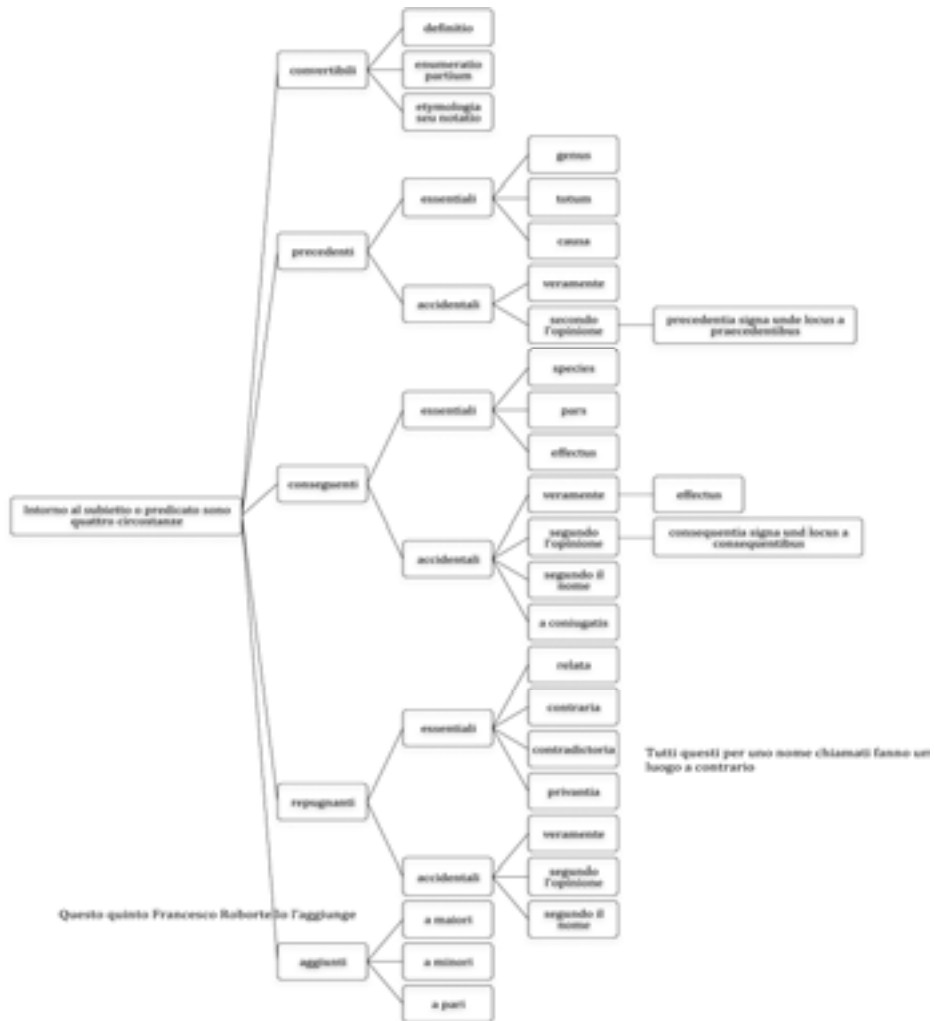 definitio
convertibili
enumeratio
partium
etymologia
seu notatio
genus
essentiali
totum
causa
precedenti
veramente
accidentali
secondo
l'opinione
precedentia signa unde locus a
praecedentibus
species
essentiali
pars
effectus
conseguenti
veramente
effectus
Intorno al subietto o predicato sono
quattro circostanze
segundo
l'opinione
consequentia signa und locus a
consequentibus
accidentali
segundo il
nome
a coniugatis
relata
essentiali
contraria
contradictoria
Tutti questi per uno nome chiamati fanno un
luogo a contrario
privantia
repugnanti
veramente
accidentali
segundo
l'opinione
segundo il
nome
Questo quinto Francesco Robortello l'aggiunge
a maiori
aggiunti
a minori
a pari